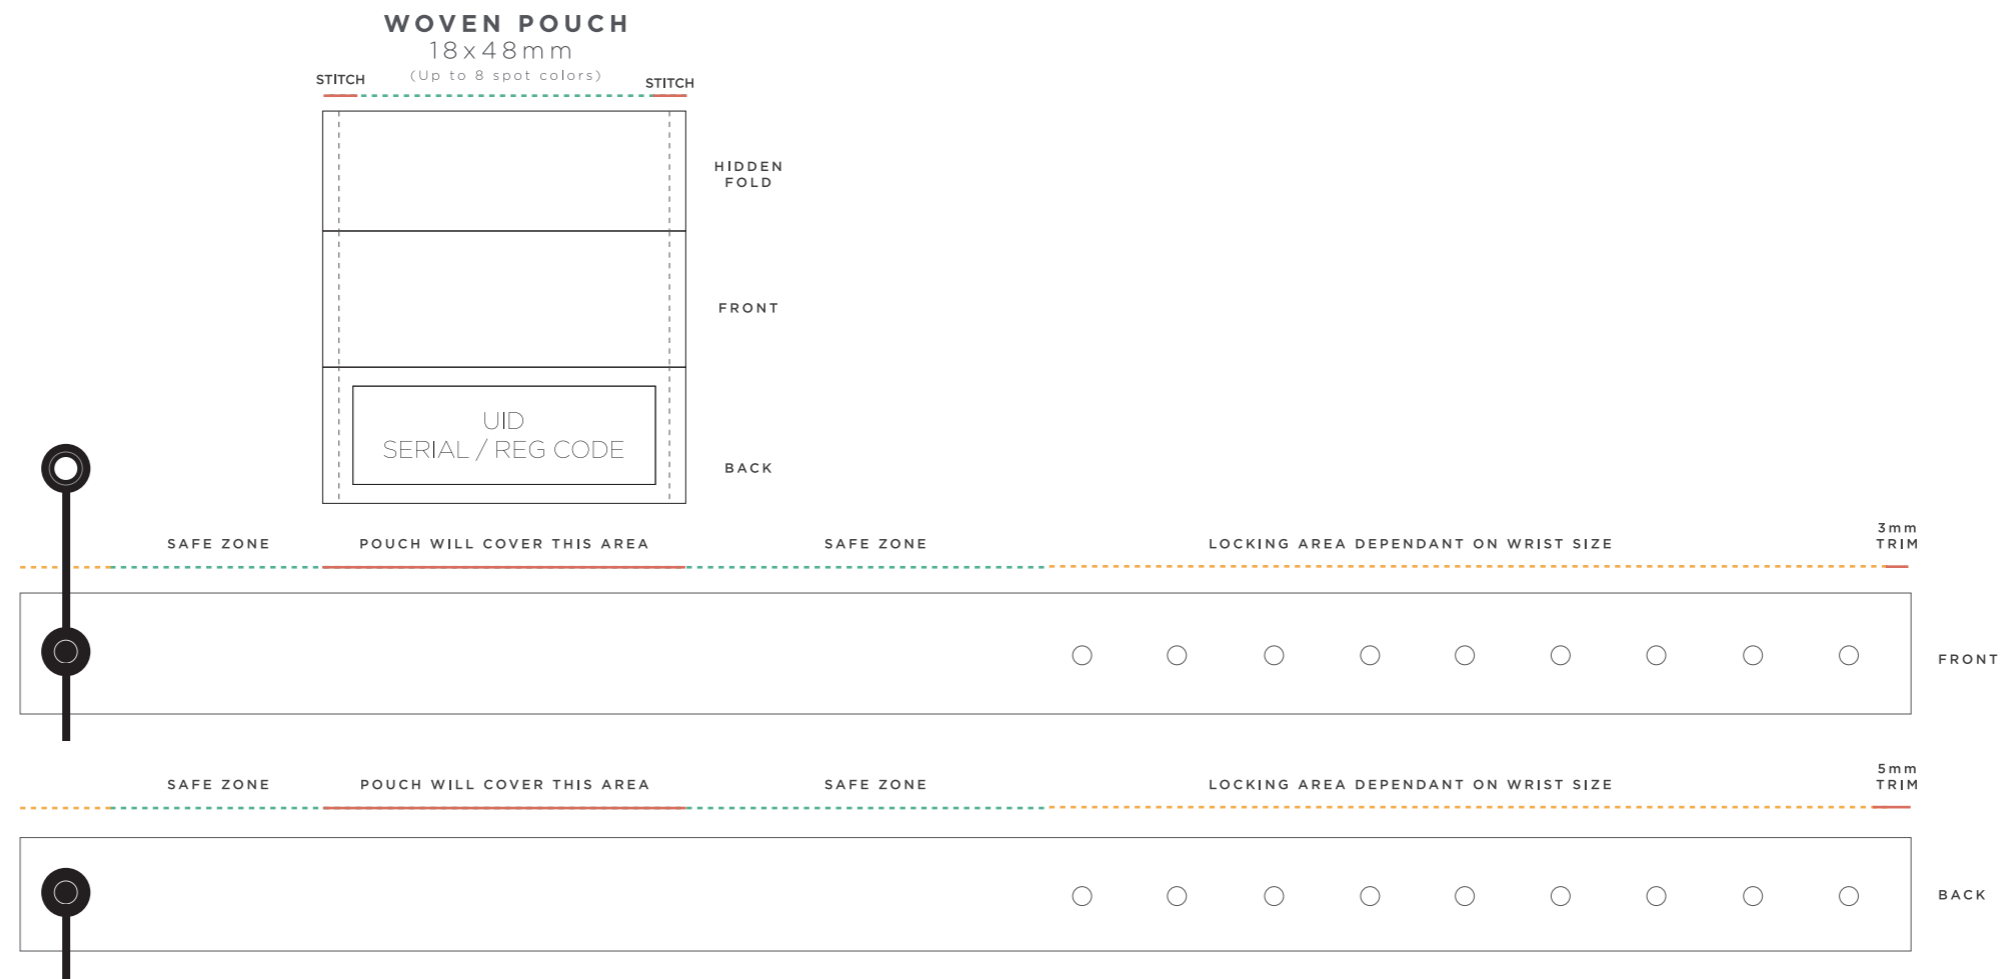 WOVEN POUCH
18x48mm
(Up to 8 spot colors)
STITCH
STITCH
HIDDEN
FOLD
FRONT
UID
SERIAL / REG CODE
BACK
SAFE ZONE
POUCH WILL COVER THIS AREA
SAFE ZONE
LOCKING AREA DEPENDANT ON WRIST SIZE
3mm
TRIM
FRONT
SAFE ZONE
POUCH WILL COVER THIS AREA
SAFE ZONE
LOCKING AREA DEPENDANT ON WRIST SIZE
5mm
TRIM
BACK